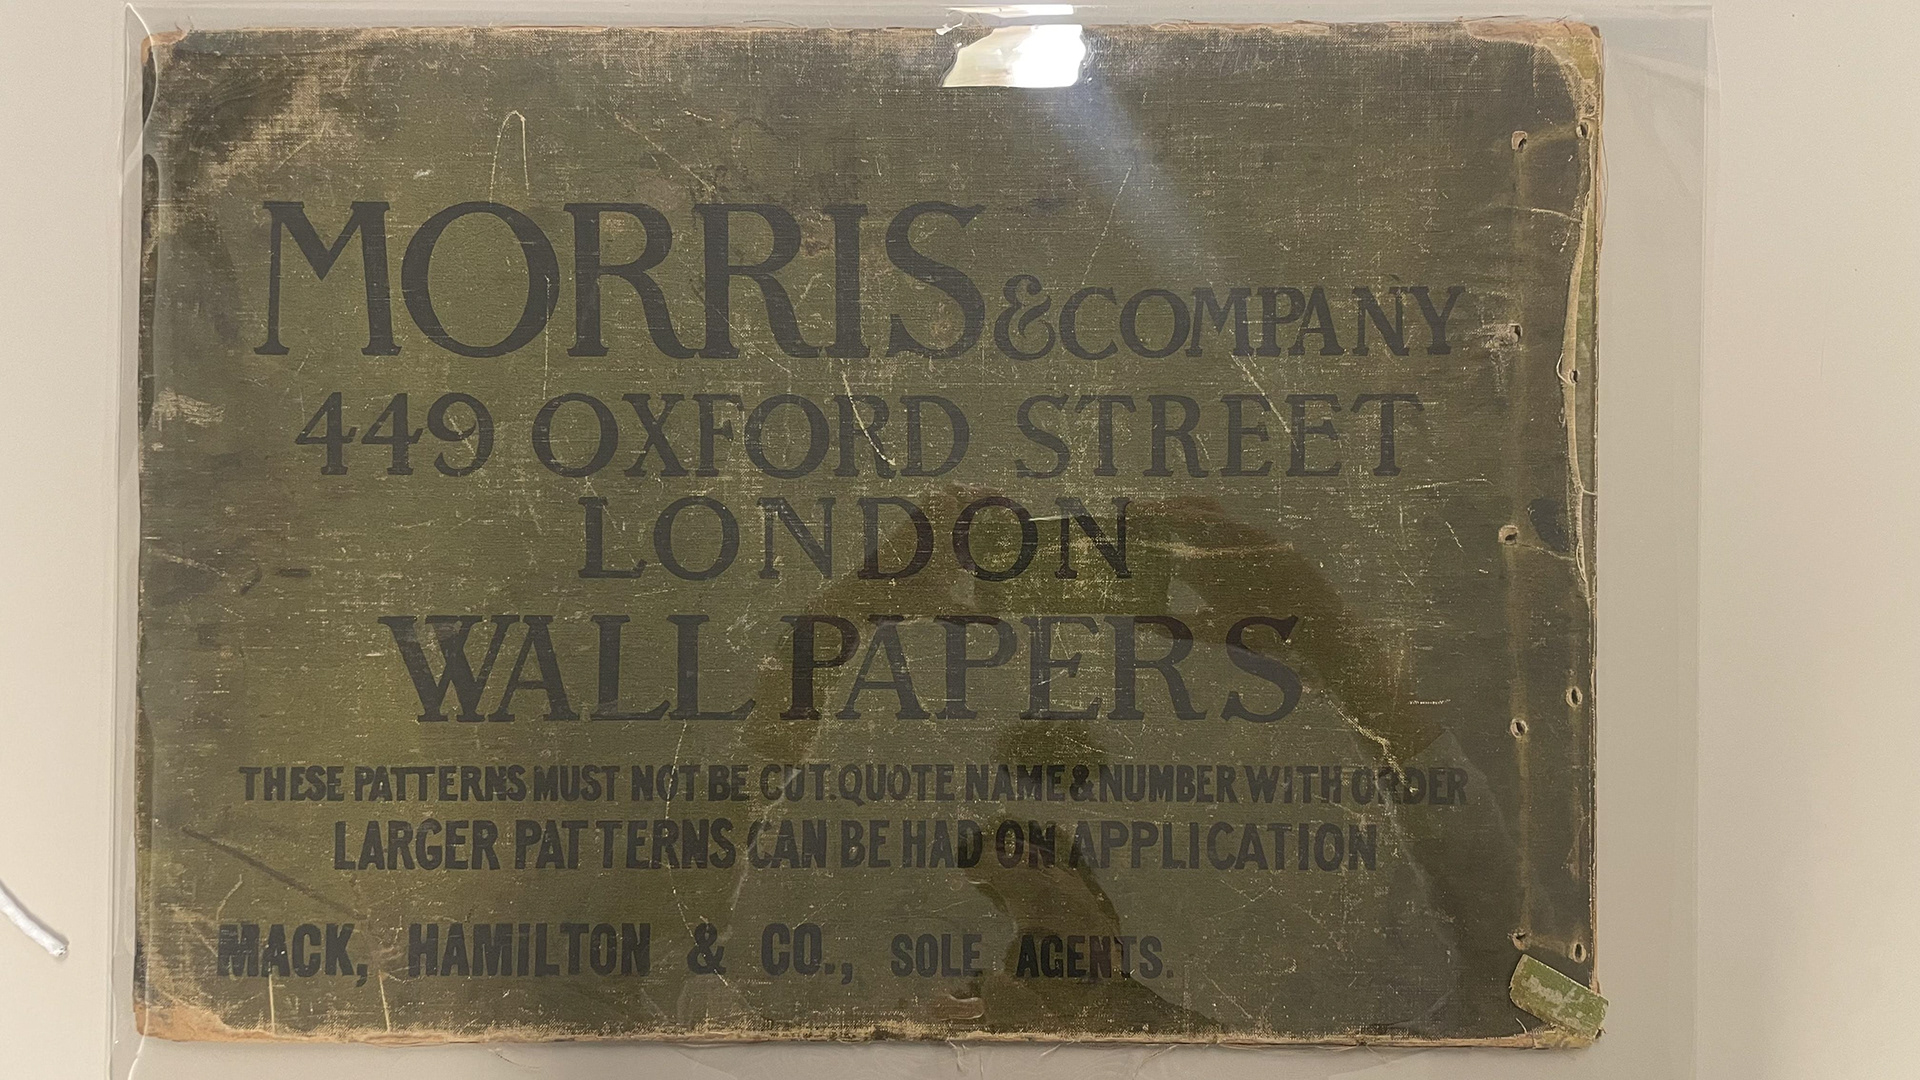 MORRIS & COMPANY
449 OXFORD STREET
LONDON
WALL PAPERS
THESE PATTERNS MUST NOT BE CUT. QUOTE NAME & NUMBER WITH ORDER
LARGER PATTERNS CAN BE HAD ON APPLICATION
MACK, HAMILTON & CO., SOLE AGENTS.